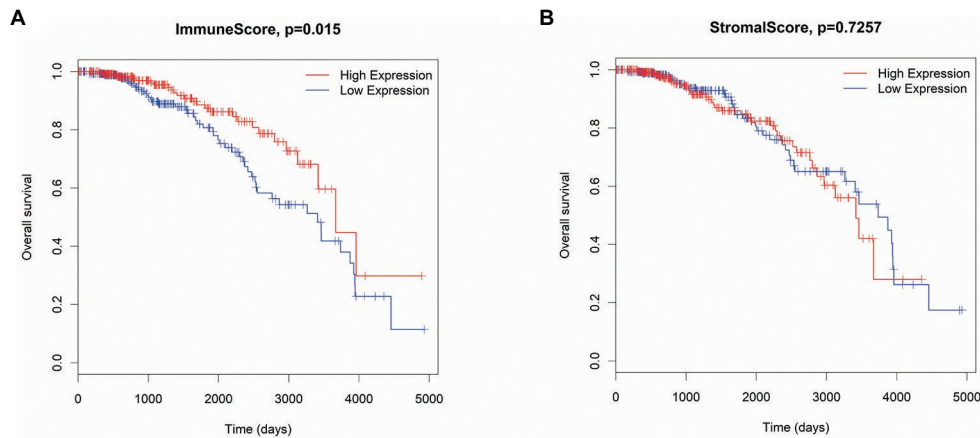 A
ImmuneScore, p=0.015
High Expression
Low Expression
Overall survival
1.0
0.8
0.6
0.4
0.2
0.0
0 1000 2000 3000 4000 5000
Time (days)
B
StromalScore, p=0.7257
High Expression
Low Expression
Overall survival
1.0
0.8
0.6
0.4
0.2
0.0
0 1000 2000 3000 4000 5000
Time (days)